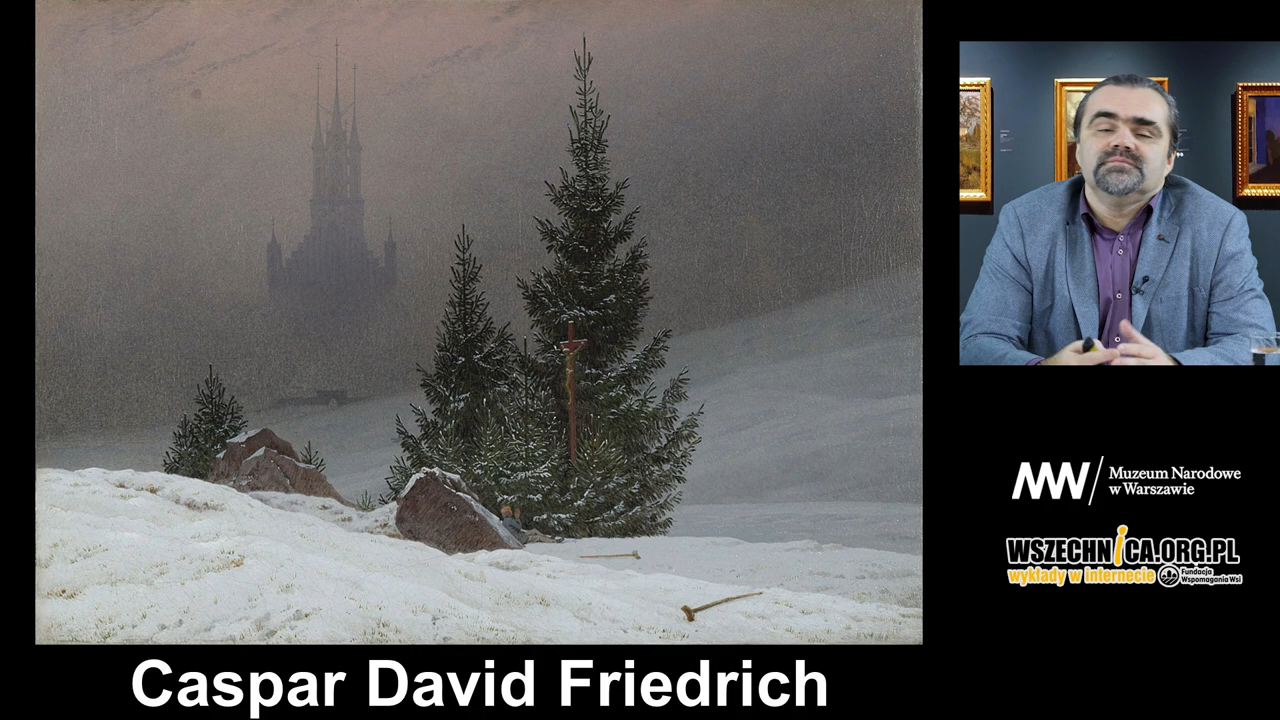 Muzeum Narodowe
w Warszawie
WSZECHNICA.ORG.PL
wykłady w internecie
Fundacja
Wspomagania Wsi
Caspar David Friedrich